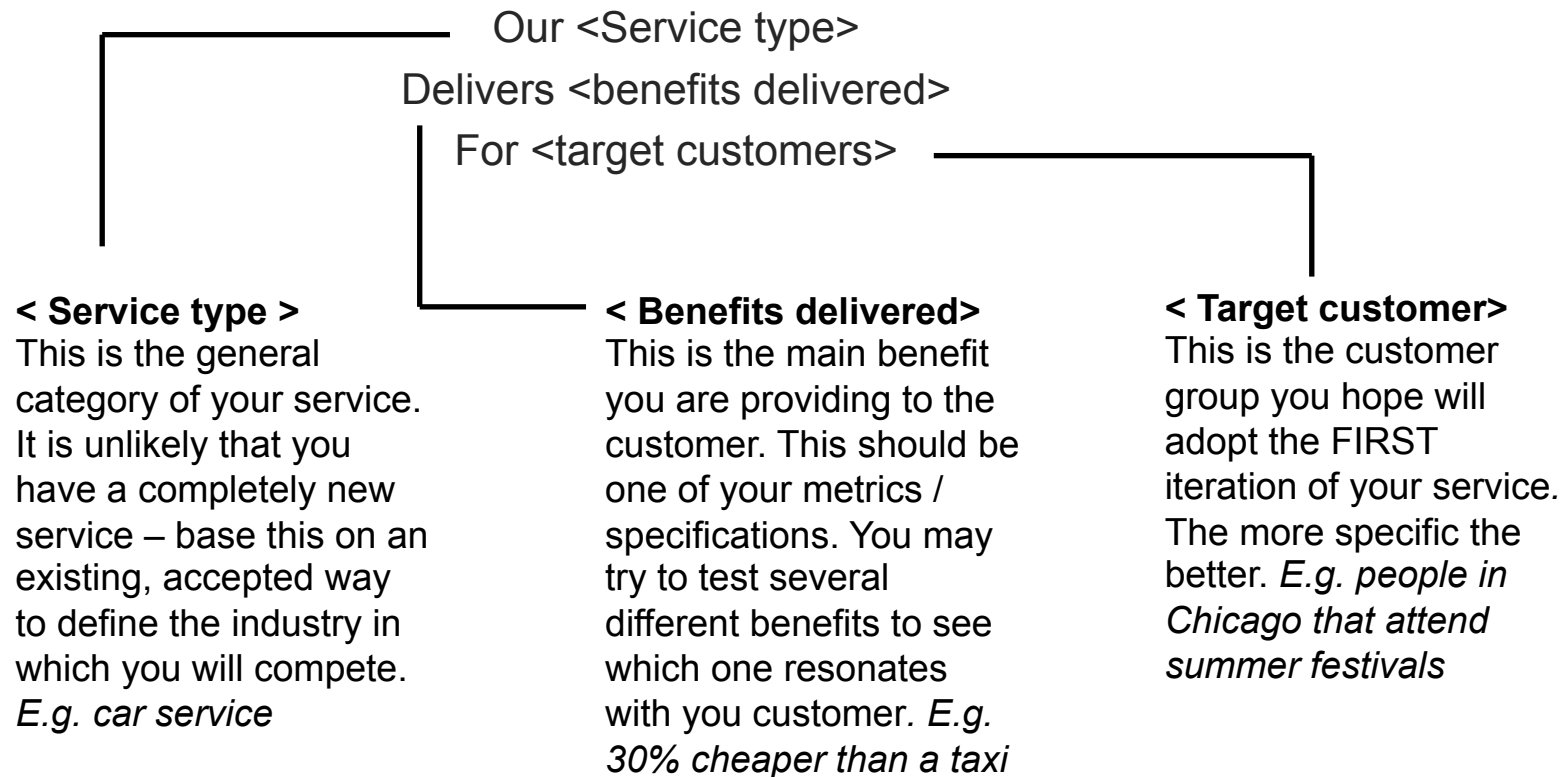 Our <Service type>
Delivers <benefits delivered>
For <target customers>
< Service type >
This is the general
category of your service.
It is unlikely that you
have a completely new
service – base this on an
existing, accepted way
to define the industry in
which you will compete.
E.g. car service
< Benefits delivered>
This is the main benefit
you are providing to the
customer. This should be
one of your metrics /
specifications. You may
try to test several
different benefits to see
which one resonates
with you customer. E.g.
30% cheaper than a taxi
< Target customer>
This is the customer
group you hope will
adopt the FIRST
iteration of your service.
The more specific the
better. E.g. people in
Chicago that attend
summer festivals